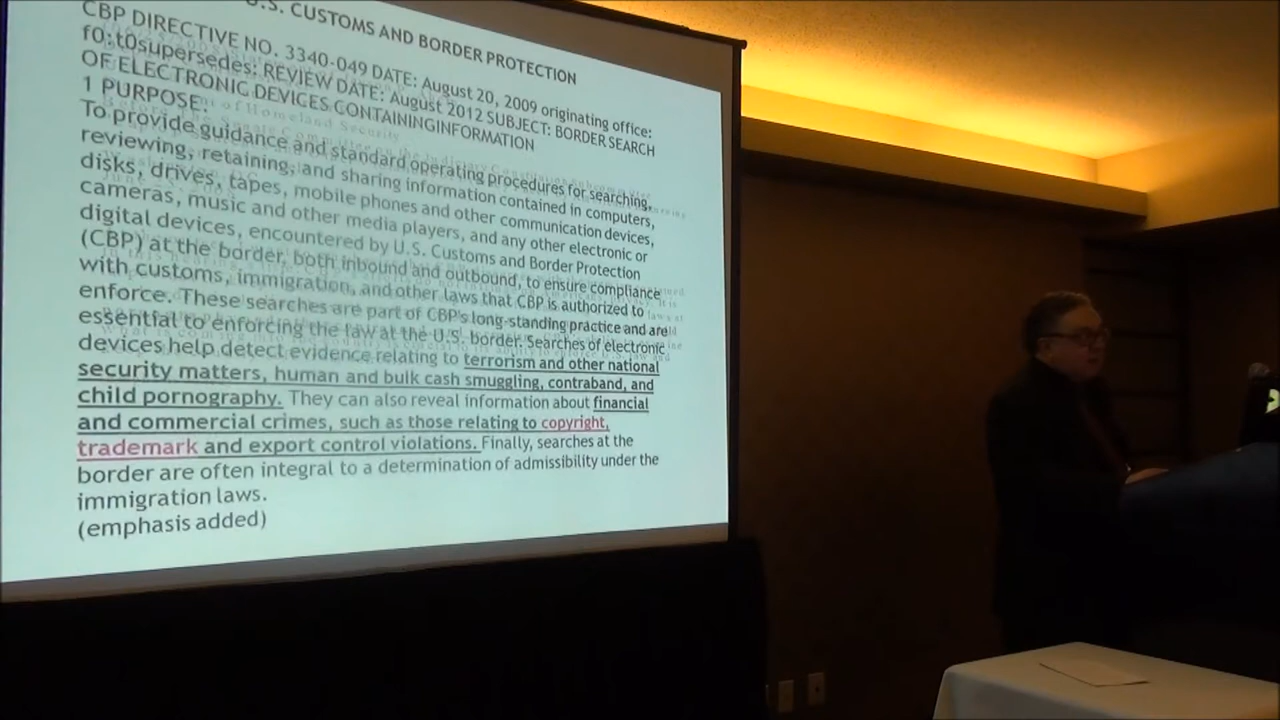 U.S. CUSTOMS AND BORDER PROTECTION
CBP DIRECTIVE NO. 3340-049 DATE: August 20, 2009 originating office:
f0:t0supersedes: REVIEW DATE: August 2012 SUBJECT: BORDER SEARCH
OF ELECTRONIC DEVICES CONTAININGINFORMATION
1 PURPOSE.
To provide guidance and standard operating procedures for searching,
reviewing, retaining, and sharing information contained in computers,
disks, drives, tapes, mobile phones and other communication devices,
cameras, music and other media players, and any other electronic or
digital devices, encountered by U.S. Customs and Border Protection
(CBP) at the border, both inbound and outbound, to ensure compliance
with customs, immigration, and other laws that CBP is authorized to
enforce. These searches are part of CBP's long-standing practice and are
essential to enforcing the law at the U.S. border. Searches of electronic
devices help detect evidence relating to terrorism and other national
security matters, human and bulk cash smuggling, contraband, and
child pornography. They can also reveal information about financial
and commercial crimes, such as those relating to copyright,
trademark and export control violations. Finally, searches at the
border are often integral to a determination of admissibility under the
immigration laws.
(emphasis added)